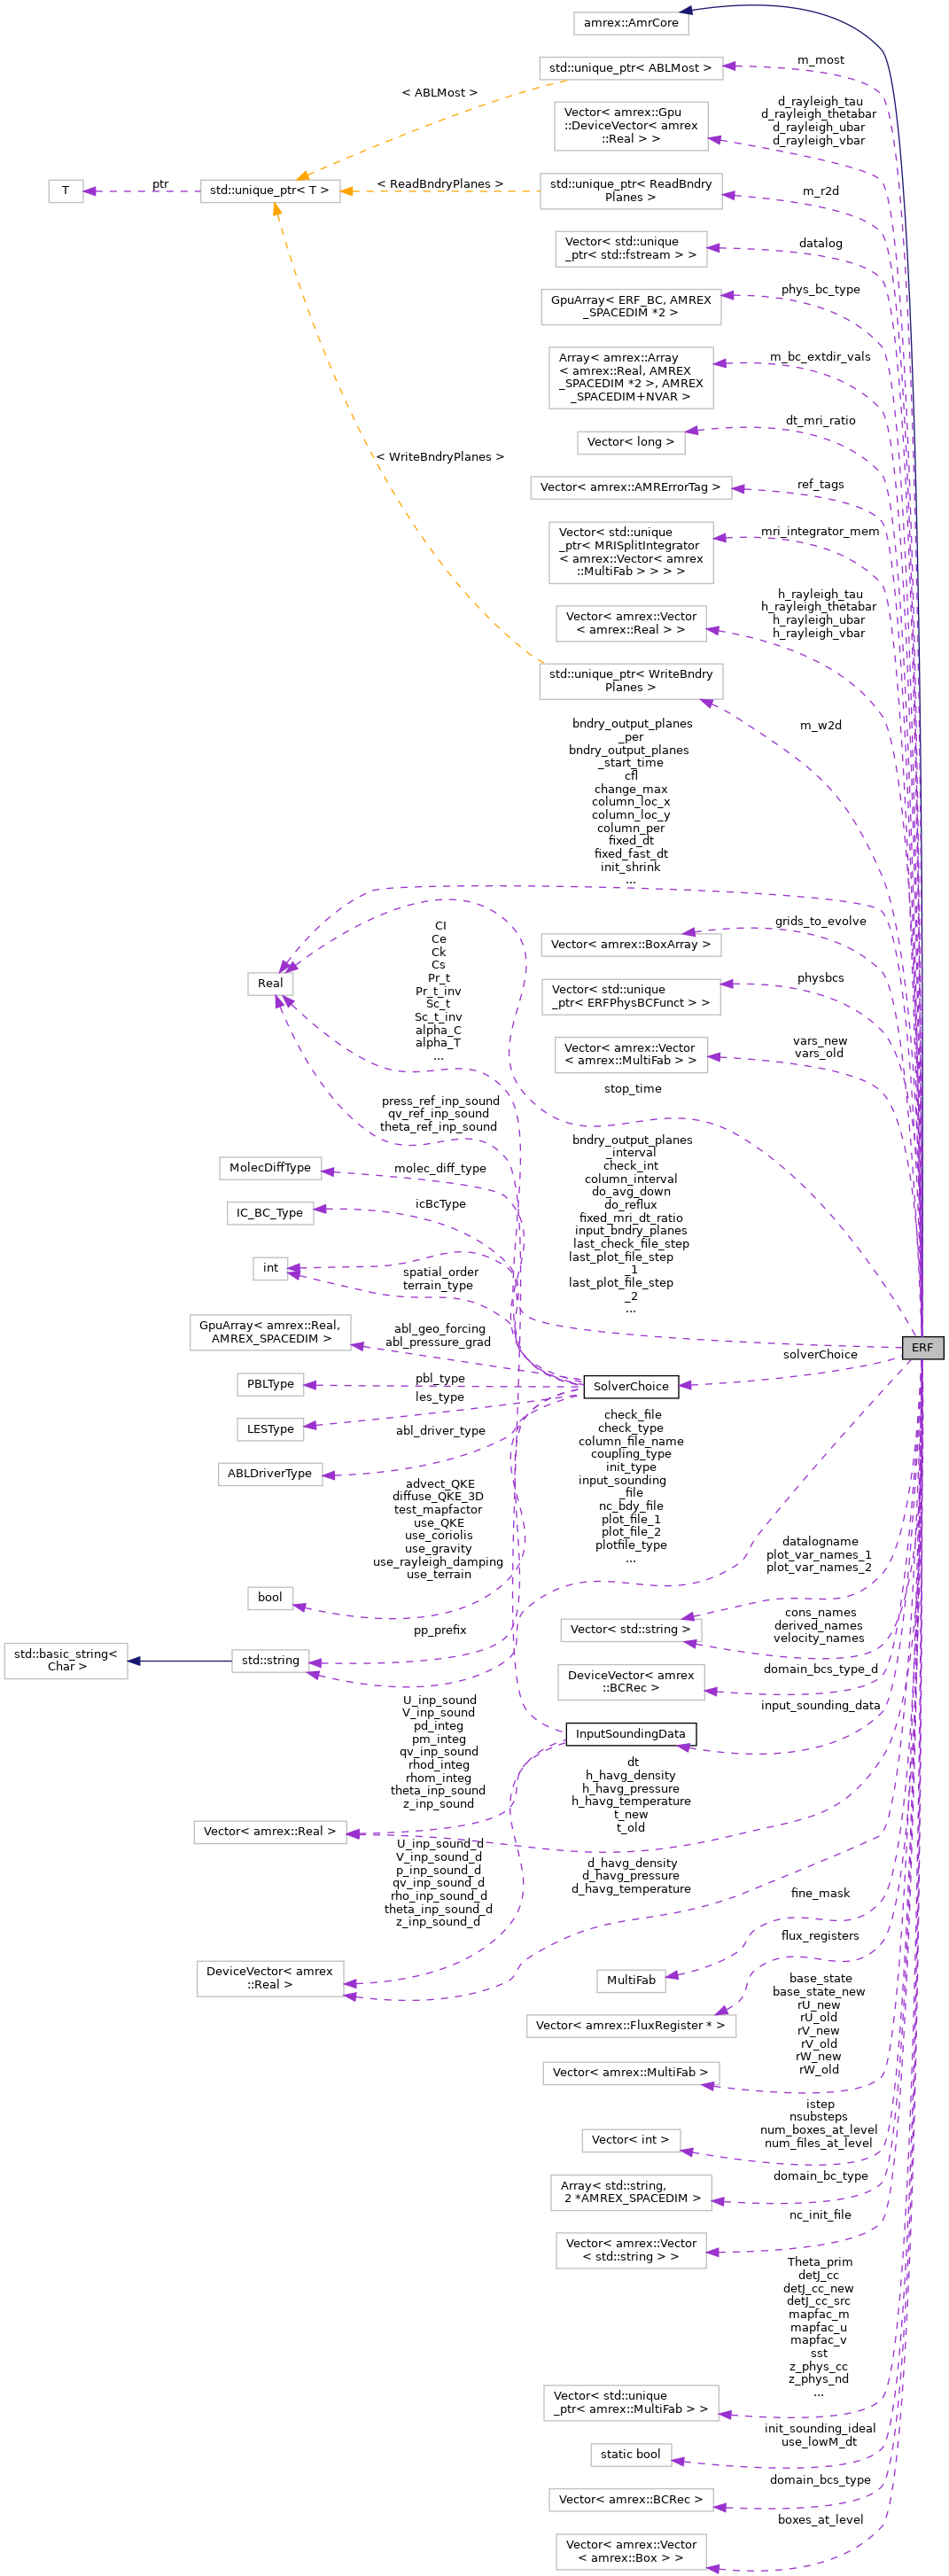 amrex::AmrCore
m_most
std::unique_ptr< ABLMost >
< ABLMost >
d_rayleigh_tau
d_rayleigh_thetabar
d_rayleigh_ubar
d_rayleigh_vbar
Vector< amrex::Gpu
::DeviceVector< amrex
::Real > >
T
ptr
std::unique_ptr< T >
< ReadBndryPlanes >
std::unique_ptr< ReadBndry
Planes >
m_r2d
Vector< std::unique
_ptr< std::fstream > >
datalog
GpuArray< ERF_BC, AMREX
_SPACEDIM *2 >
phys_bc_type
Array< amrex::Array
< amrex::Real, AMREX
_SPACEDIM *2 >, AMREX
_SPACEDIM+NVAR >
m_bc_extdir_vals
dt_mri_ratio
Vector< long >
< WriteBndryPlanes >
Vector< amrex::AMRErrorTag >
ref_tags
Vector< std::unique
_ptr< MRISplitIntegrator
< amrex::Vector< amrex
::MultiFab > > > >
mri_integrator_mem
h_rayleigh_tau
h_rayleigh_thetabar
h_rayleigh_ubar
h_rayleigh_vbar
Vector< amrex::Vector
< amrex::Real > >
std::unique_ptr< WriteBndry
Planes >
m_w2d
bndry_output_planes
_per
bndry_output_planes
_start_time
cfl
change_max
column_loc_x
column_loc_y
column_per
fixed_dt
fixed_fast_dt
init_shrink
...
grids_to_evolve
Vector< amrex::BoxArray >
CI
Ce
Ck
Cs
Pr_t
Pr_t_inv
Sc_t
Sc_t_inv
alpha_C
alpha_T
...
Real
physbcs
Vector< std::unique
_ptr< ERFPhysBCFunct > >
vars_new
vars_old
Vector< amrex::Vector
< amrex::MultiFab > >
stop_time
press_ref_inp_sound
qv_ref_inp_sound
theta_ref_inp_sound
MolecDiffType
molec_diff_type
IC_BC_Type
icBcType
bndry_output_planes
_interval
check_int
column_interval
do_avg_down
do_reflux
fixed_mri_dt_ratio
input_bndry_planes
last_check_file_step
last_plot_file_step
_1
last_plot_file_step
_2
...
int
spatial_order
terrain_type
GpuArray< amrex::Real,
AMREX_SPACEDIM >
abl_geo_forcing
abl_pressure_grad
ERF
solverChoice
SolverChoice
PBLType
pbl_type
les_type
LESType
abl_driver_type
ABLDriverType
check_file
check_type
column_file_name
coupling_type
init_type
input_sounding
_file
nc_bdy_file
plot_file_1
plot_file_2
plotfile_type
...
advect_QKE
diffuse_QKE_3D
test_mapfactor
use_QKE
use_coriolis
use_gravity
use_rayleigh_damping
use_terrain
bool
datalogname
plot_var_names_1
plot_var_names_2
cons_names
derived_names
velocity_names
Vector< std::string >
pp_prefix
std::basic_string<
Char >
std::string
DeviceVector< amrex
::BCRec >
domain_bcs_type_d
input_sounding_data
InputSoundingData
U_inp_sound
V_inp_sound
pd_integ
pm_integ
qv_inp_sound
rhod_integ
rhom_integ
theta_inp_sound
z_inp_sound
dt
h_havg_density
h_havg_pressure
h_havg_temperature
t_new
t_old
Vector< amrex::Real >
U_inp_sound_d
V_inp_sound_d
p_inp_sound_d
qv_inp_sound_d
rho_inp_sound_d
theta_inp_sound_d
z_inp_sound_d
d_havg_density
d_havg_pressure
d_havg_temperature
DeviceVector< amrex
::Real >
fine_mask
MultiFab
flux_registers
Vector< amrex::FluxRegister * >
base_state
base_state_new
rU_new
rU_old
rV_new
rV_old
rW_new
rW_old
Vector< amrex::MultiFab >
istep
nsubsteps
num_boxes_at_level
num_files_at_level
Vector< int >
domain_bc_type
Array< std::string,
2 *AMREX_SPACEDIM >
nc_init_file
Vector< amrex::Vector
< std::string > >
Theta_prim
detJ_cc
detJ_cc_new
detJ_cc_src
mapfac_m
mapfac_u
mapfac_v
sst
z_phys_cc
z_phys_nd
...
Vector< std::unique
_ptr< amrex::MultiFab > >
init_sounding_ideal
use_lowM_dt
static bool
domain_bcs_type
Vector< amrex::BCRec >
boxes_at_level
Vector< amrex::Vector
< amrex::Box > >